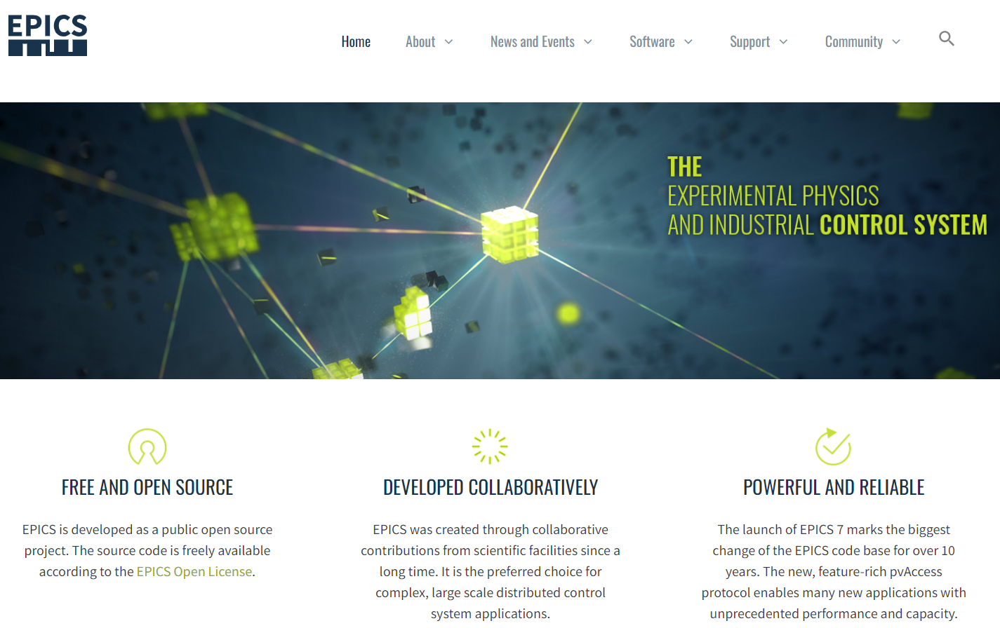 EPICS
Home
About
News and Events
Software
Support
Community
THE
EXPERIMENTAL PHYSICS
AND INDUSTRIAL CONTROL SYSTEM
FREE AND OPEN SOURCE
EPICS is developed as a public open source
project. The source code is freely available
according to the EPICS Open License.
DEVELOPED COLLABORATIVELY
EPICS was created through collaborative
contributions from scientific facilities since a
long time. It is the preferred choice for
complex, large scale distributed control
system applications.
POWERFUL AND RELIABLE
The launch of EPICS 7 marks the biggest
change of the EPICS code base for over 10
years. The new, feature-rich pvAccess
protocol enables many new applications with
unprecedented performance and capacity.